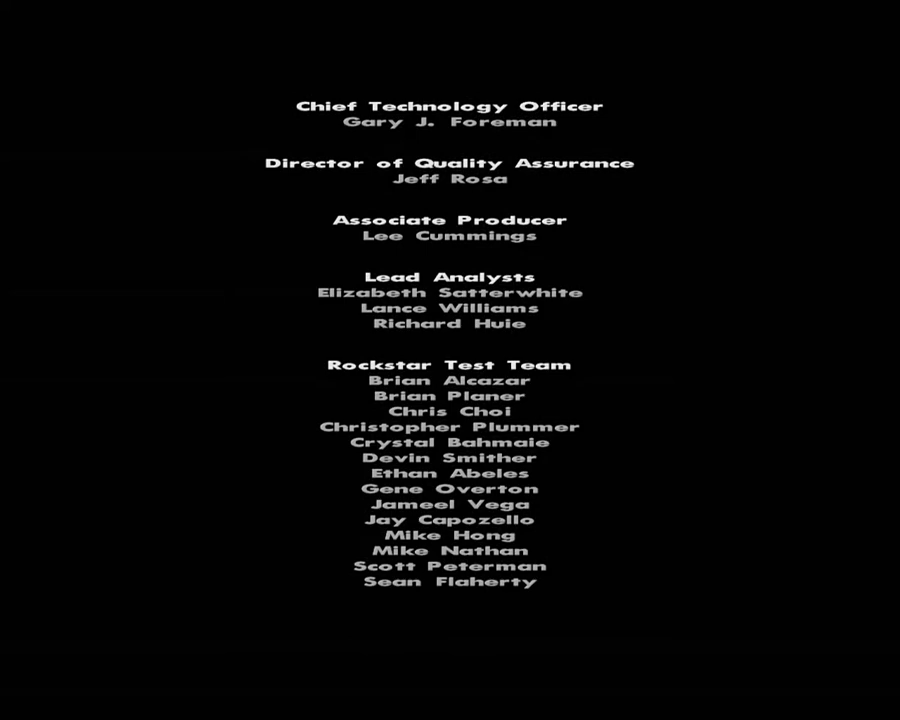 Chief Technology Officer
Gary J. Foreman
Director of Quality Assurance
Jeff Rosa
Associate Producer
Lee Cummings
Lead Analysts
Elizabeth Satterwhite
Lance Williams
Richard Huie
Rockstar Test Team
Brian Alcazar
Brian Planer
Chris Choi
Christopher Plummer
Crystal Bahmaie
Devin Smither
Ethan Abeles
Gene Overton
Jameel Vega
Jay Capozello
Mike Hong
Mike Nathan
Scott Peterman
Sean Flaherty